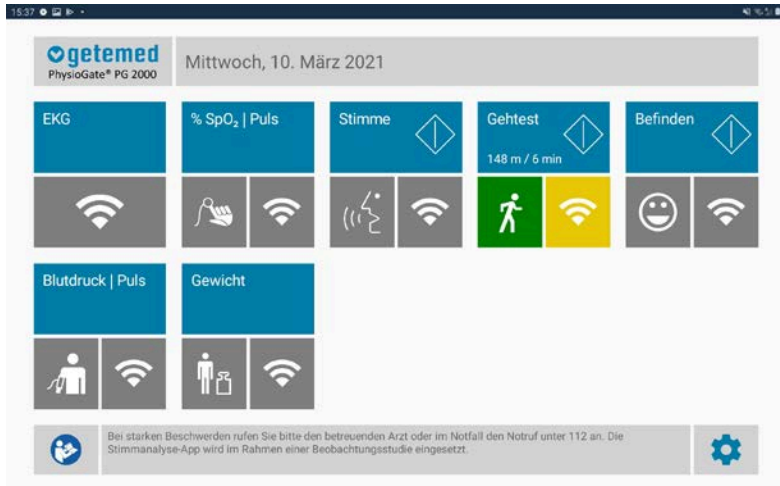 15:37
getemed
PhysioGate® PG 2000
Mittwoch, 10. März 2021
EKG
% SpO₂ | Puls
Stimme
Gehtest
148 m / 6 min
Befinden
Blutdruck | Puls
Gewicht
Bei starken Beschwerden rufen Sie bitte den betreuenden Arzt oder im Notfall den Notruf unter 112 an. Die
Stimmanalyse-App wird im Rahmen einer Beobachtungsstudie eingesetzt.